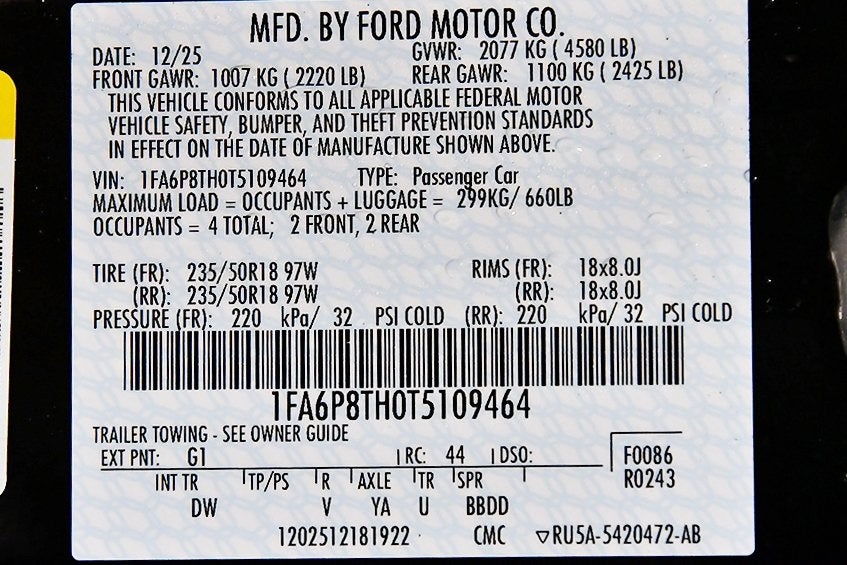 MFD. BY FORD MOTOR CO.
DATE: 12/25 GVWR: 2077 KG ( 4580 LB)
FRONT GAWR: 1007 KG ( 2220 LB) REAR GAWR: 1100 KG ( 2425 LB)
THIS VEHICLE CONFORMS TO ALL APPLICABLE FEDERAL MOTOR
VEHICLE SAFETY, BUMPER, AND THEFT PREVENTION STANDARDS
IN EFFECT ON THE DATE OF MANUFACTURE SHOWN ABOVE.
VIN: 1FA6P8TH0T5109464 TYPE: Passenger Car
MAXIMUM LOAD = OCCUPANTS + LUGGAGE = 299KG/ 660LB
OCCUPANTS = 4 TOTAL; 2 FRONT, 2 REAR
TIRE (FR): 235/50R18 97W RIMS (FR): 18x8.0J
(RR): 235/50R18 97W (RR): 18x8.0J
PRESSURE (FR): 220 kPa/ 32 PSI COLD (RR): 220 kPa/ 32 PSI COLD
1FA6P8TH0T5109464
TRAILER TOWING - SEE OWNER GUIDE
EXT PNT: G1 RC: 44 DSO: F0086
INT TR TP/PS R AXLE TR SPR R0243
DW V YA U BBDD
1202512181922 CMC ▽RU5A-5420472-AB